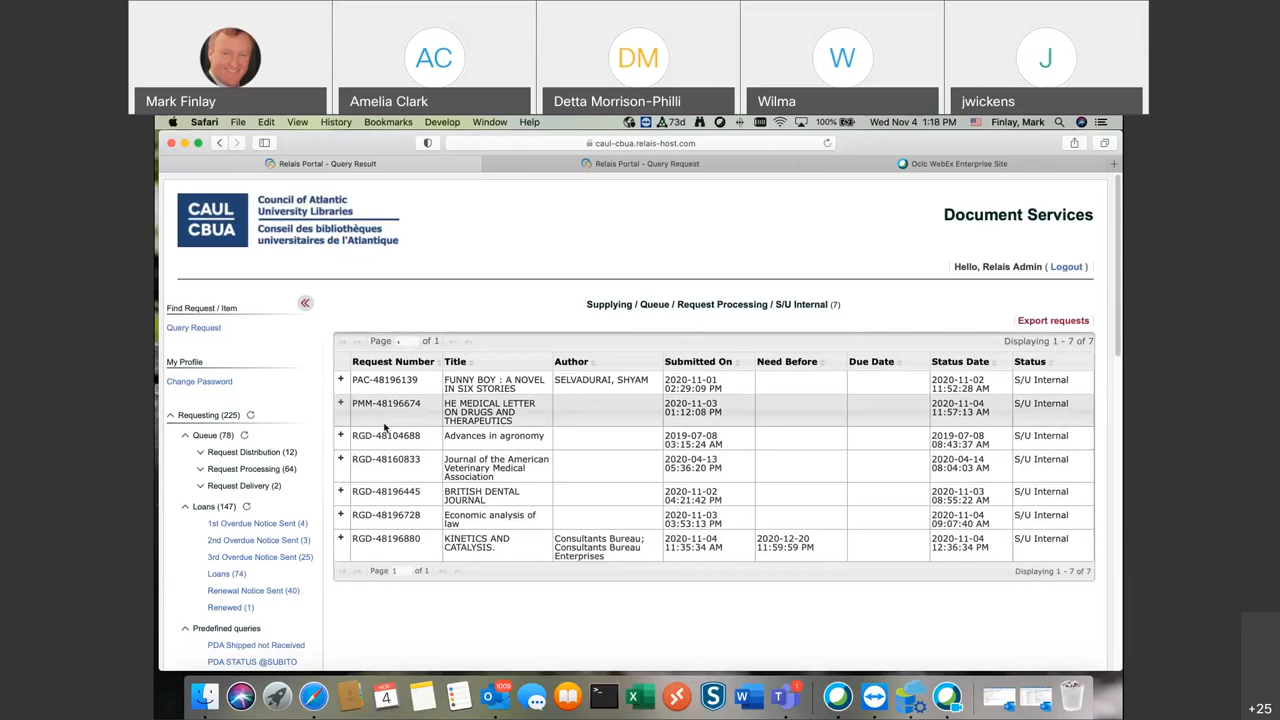 AC
DM
W
J
Mark Finlay
Amelia Clark
Detta Morrison-Philli
Wilma
jwickens
Safari File Edit View History Bookmarks Develop Window Help
73d
100%
Wed Nov 4 1:18 PM
Finlay, Mark
caul-cbua.relais-host.com
Relais Portal - Query Result
Relais Portal - Query Request
Oclc WebEx Enterprise Site
CAUL
CBUA
Council of Atlantic
University Libraries
Conseil des bibliothèques
universitaires de l'Atlantique
Document Services
Hello, Relais Admin ( Logout )
Find Request / Item
Query Request
My Profile
Change Password
Requesting (225)
Queue (78)
Request Distribution (12)
Request Processing (64)
Request Delivery (2)
Loans (147)
1st Overdue Notice Sent (4)
2nd Overdue Notice Sent (3)
3rd Overdue Notice Sent (25)
Loans (74)
Renewal Notice Sent (40)
Renewed (1)
Predefined queries
PDA Shipped not Received
PDA STATUS @SUBITO
Supplying / Queue / Request Processing / S/U Internal (7)
Export requests
Page of 1
Displaying 1 - 7 of 7
Request Number Title Author Submitted On Need Before Due Date Status Date Status
+ PAC-48196139 FUNNY BOY : A NOVEL SELVADURAI, SHYAM 2020-11-01 2020-11-02 S/U Internal
IN SIX STORIES 02:29:09 PM 11:52:28 AM
+ PMM-48196674 HE MEDICAL LETTER 2020-11-03 2020-11-04 S/U Internal
ON DRUGS AND 01:12:08 PM 11:57:13 AM
THERAPEUTICS
+ RGD-48104688 Advances in agronomy 2019-07-08 2019-07-08 S/U Internal
03:15:24 AM 08:43:37 AM
+ RGD-48160833 Journal of the American 2020-04-13 2020-04-14 S/U Internal
Veterinary Medical 05:36:20 PM 08:04:03 AM
Association
+ RGD-48196445 BRITISH DENTAL 2020-11-02 2020-11-03 S/U Internal
JOURNAL 04:21:42 PM 08:55:22 AM
+ RGD-48196728 Economic analysis of 2020-11-03 2020-11-04 S/U Internal
law 03:53:13 PM 09:07:40 AM
+ RGD-48196880 KINETICS AND Consultants Bureau; 2020-11-04 2020-12-20 2020-11-04 S/U Internal
CATALYSIS. Consultants Bureau 11:35:34 AM 11:59:59 PM 12:36:34 PM
Enterprises
Page 1 of 1
Displaying 1 - 7 of 7
NOV
4
1009
1
S
W
+25